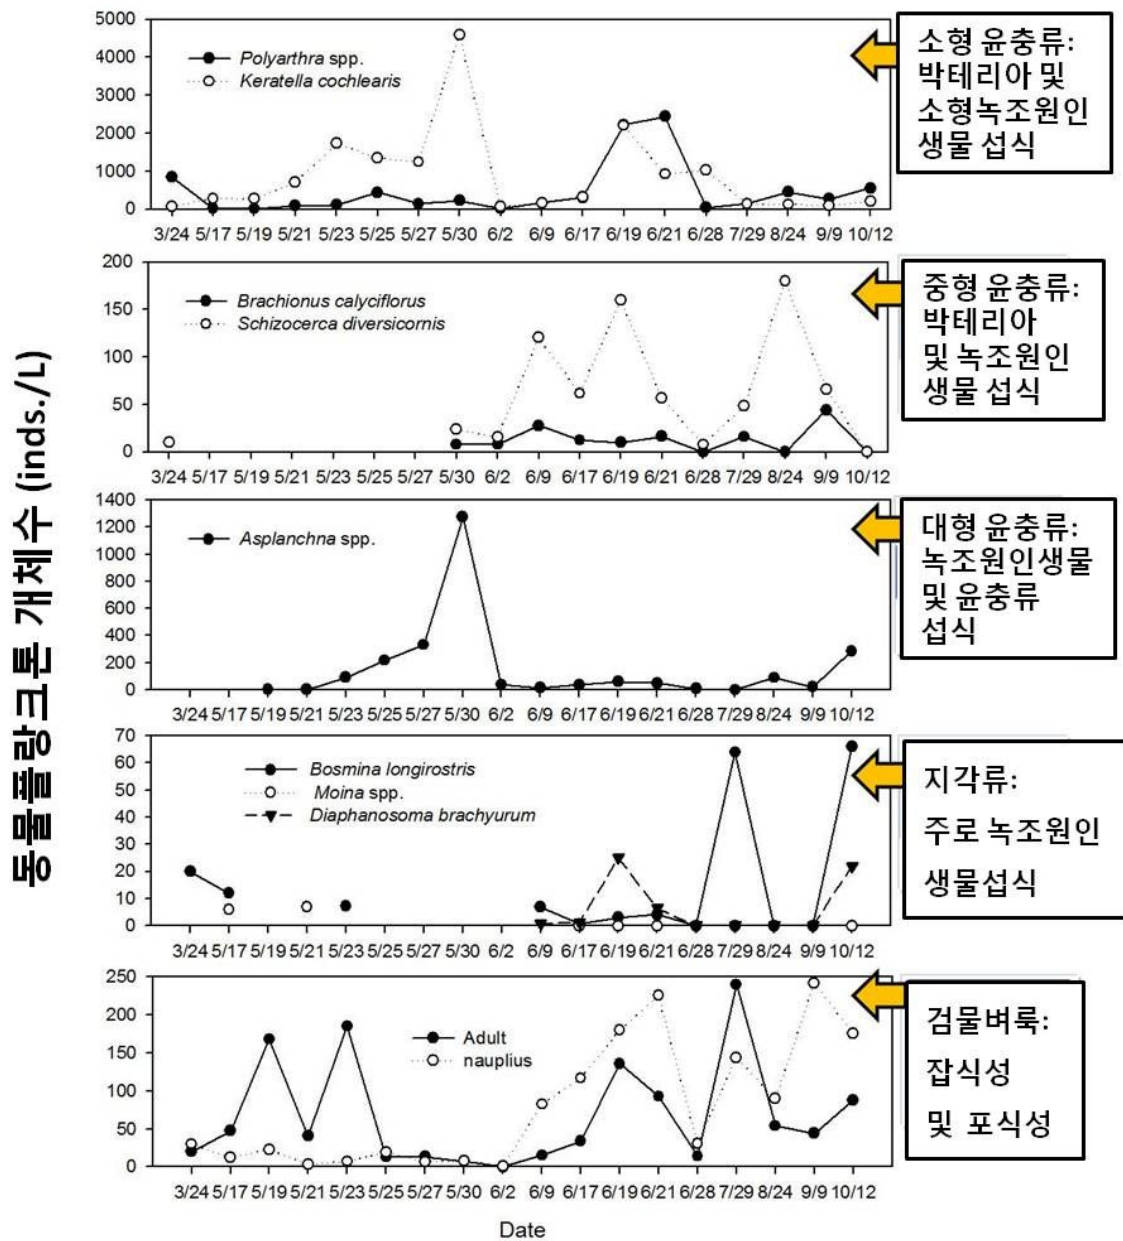 동물플랑크톤 개체수 (inds./L)
5000
4000
3000
2000
1000
0
Polyarthra spp.
Keratella cochlearis
3/24 5/17 5/19 5/21 5/23 5/25 5/27 5/30 6/2 6/9 6/17 6/19 6/21 6/28 7/29 8/24 9/9 10/12
소형 윤충류:
박테리아 및
소형녹조원인
생물 섭식
200
150
100
50
0
Brachionus calyciflorus
Schizocerca diversicornis
3/24 5/17 5/19 5/21 5/23 5/25 5/27 5/30 6/2 6/9 6/17 6/19 6/21 6/28 7/29 8/24 9/9 10/12
중형 윤충류:
박테리아
및 녹조원인
생물 섭식
1400
1200
1000
800
600
400
200
0
Asplanchna spp.
3/24 5/17 5/19 5/21 5/23 5/25 5/27 5/30 6/2 6/9 6/17 6/19 6/21 6/28 7/29 8/24 9/9 10/12
대형 윤충류:
녹조원인생물
및 윤충류
섭식
70
60
50
40
30
20
10
0
Bosmina longirostris
Moina spp.
Diaphanosoma brachyurum
3/24 5/17 5/19 5/21 5/23 5/25 5/27 5/30 6/2 6/9 6/17 6/19 6/21 6/28 7/29 8/24 9/9 10/12
지각류:
주로 녹조원인
생물섭식
250
200
150
100
50
0
Adult
nauplius
3/24 5/17 5/19 5/21 5/23 5/25 5/27 5/30 6/2 6/9 6/17 6/19 6/21 6/28 7/29 8/24 9/9 10/12
Date
검물벼룩:
잡식성
및 포식성